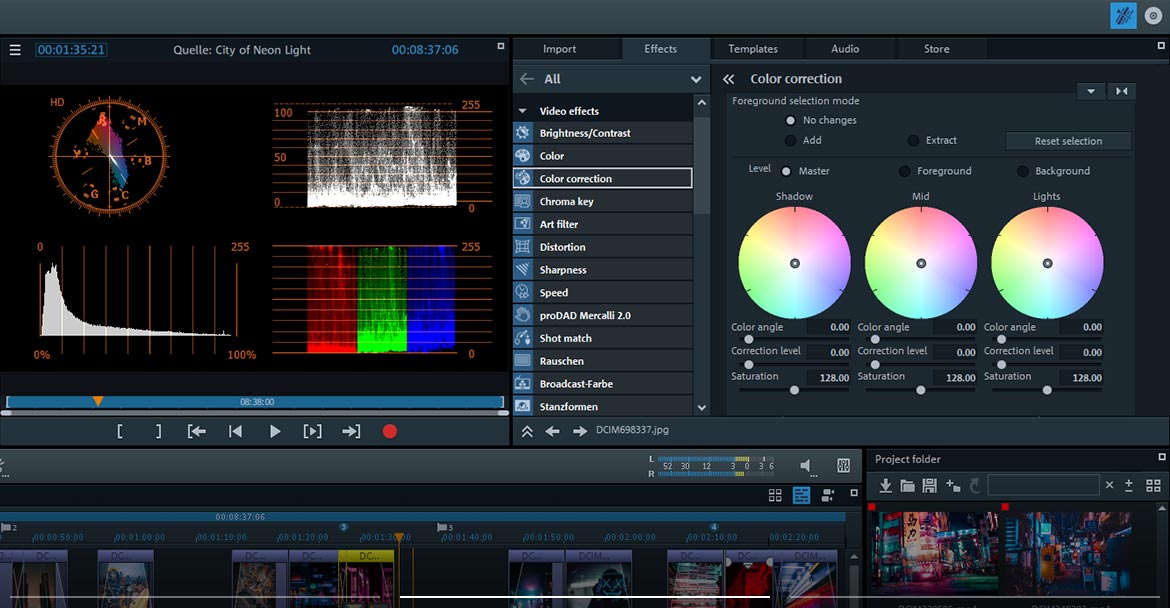 00:01:35:21 Quelle: City of Neon Light 00:08:37:06
HD
R M
Y B
G C
100 255
50
0 0
0 255
0% 100%
255
0
08:38:00
Import Effects Templates Audio Store
All
Video effects
Brightness/Contrast
Color
Color correction
Chroma key
Art filter
Distortion
Sharpness
Speed
proDAD Mercalli 2.0
Shot match
Rauschen
Broadcast-Farbe
Stanzformen
Color correction
Foreground selection mode
No changes
Add Extract Reset selection
Level Master Foreground Background
Shadow Mid Lights
Color angle 0.00 Color angle 0.00 Color angle 0.00
Correction level 0.00 Correction level 0.00 Correction level 0.00
Saturation 128.00 Saturation 128.00 Saturation 128.00
DCIM698337.jpg
L
52 30 12 3 0 3 6
R
Project folder
00:08:37:06
2 3 3 4
00:00:50:00 00:01:00:00 00:01:10:00 00:01:20:00 00:01:40:00 00:01:50:00 00:02:00:00 00:02:10:00 00:02:20:00
DC... DC... DC... DC... DC... DC... DCIM... DC... DC... DCIM...